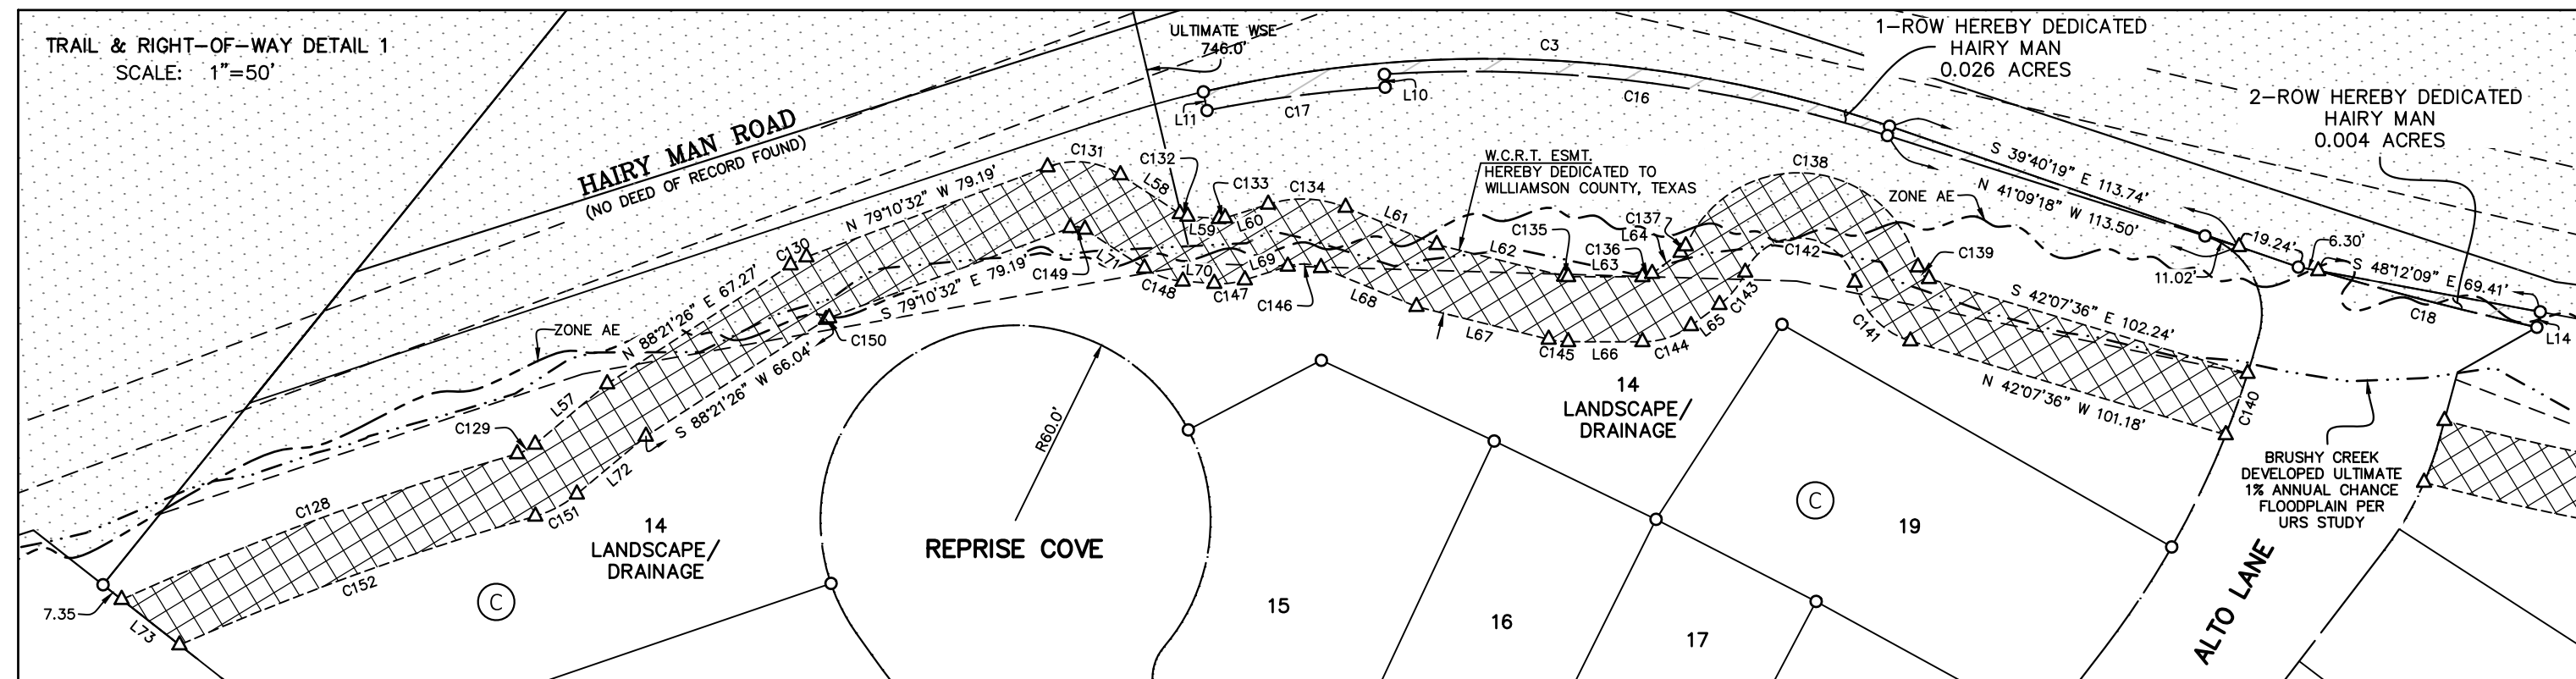 TRAIL & RIGHT-OF-WAY DETAIL 1
SCALE: 1"=50'
ULTIMATE WSE
746.0'
C3
1-ROW HEREBY DEDICATED
HAIRY MAN
0.026 ACRES
2-ROW HEREBY DEDICATED
HAIRY MAN
0.004 ACRES
HAIRY MAN ROAD
(NO DEED OF RECORD FOUND)
L11
C17
L10
C16
C131
C132
L58
C133
C134
L59
L60
L61
W.C.R.T. ESMT.
HEREBY DEDICATED TO
WILLIAMSON COUNTY, TEXAS
C138
ZONE AE
S 39°40'19" E 113.74'
N 41°09'18" W 113.50'
19.24'
6.30'
11.02'
S 48°12'09" E 69.41'
C18
L14
N 79°10'32" W 79.19'
C130
N 88°21'26" E 67.27'
S 79°10'32" E 79.19'
C149
L71
C148
L70
L69
C147
C146
L68
L62
C135
C136
C137
L64
L63
C142
C139
C143
L65
C144
L66
C145
L67
C141
S 42°07'36" E 102.24'
N 42°07'36" W 101.18'
C140
ZONE AE
C150
S 88°21'26" W 66.04'
L57
C129
L72
C151
C128
C152
7.35'
L73
14
LANDSCAPE/
DRAINAGE
C
R60.0'
REPRISE COVE
14
LANDSCAPE/
DRAINAGE
15
16
17
C
19
BRUSHY CREEK
DEVELOPED ULTIMATE
1% ANNUAL CHANCE
FLOODPLAIN PER
URS STUDY
ALTO LANE